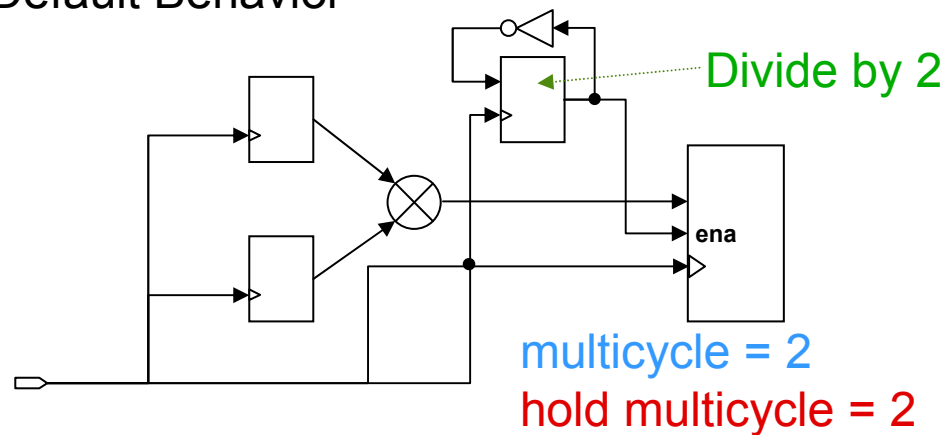 Default Behavior
Divide by 2
ena
multicycle = 2
hold multicycle = 2